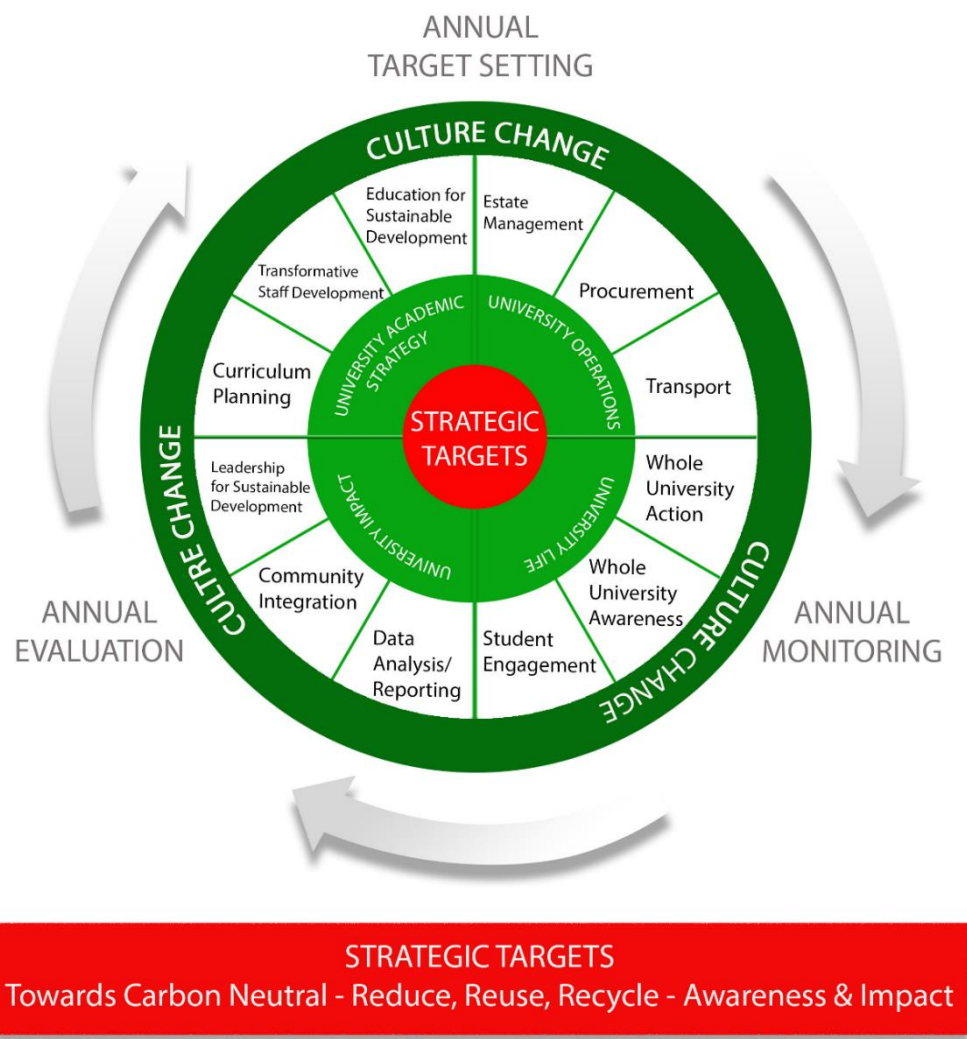 ANNUAL
TARGET SETTING
CULTURE CHANGE
Education for
Sustainable
Development
Estate
Management
Transformative
Staff Development
Procurement
UNIVERSITY ACADEMIC
STRATEGY
UNIVERSITY OPERATIONS
Curriculum
Planning
Transport
STRATEGIC
TARGETS
Leadership
for Sustainable
Development
Whole
University
Action
UNIVERSITY IMPACT
UNIVERSITY LIFE
Community
Integration
Whole
University
Awareness
Data
Analysis/
Reporting
Student
Engagement
CULTRE CHANGE
CULTURE CHANGE
ANNUAL
EVALUATION
ANNUAL
MONITORING
STRATEGIC TARGETS
Towards Carbon Neutral - Reduce, Reuse, Recycle - Awareness & Impact